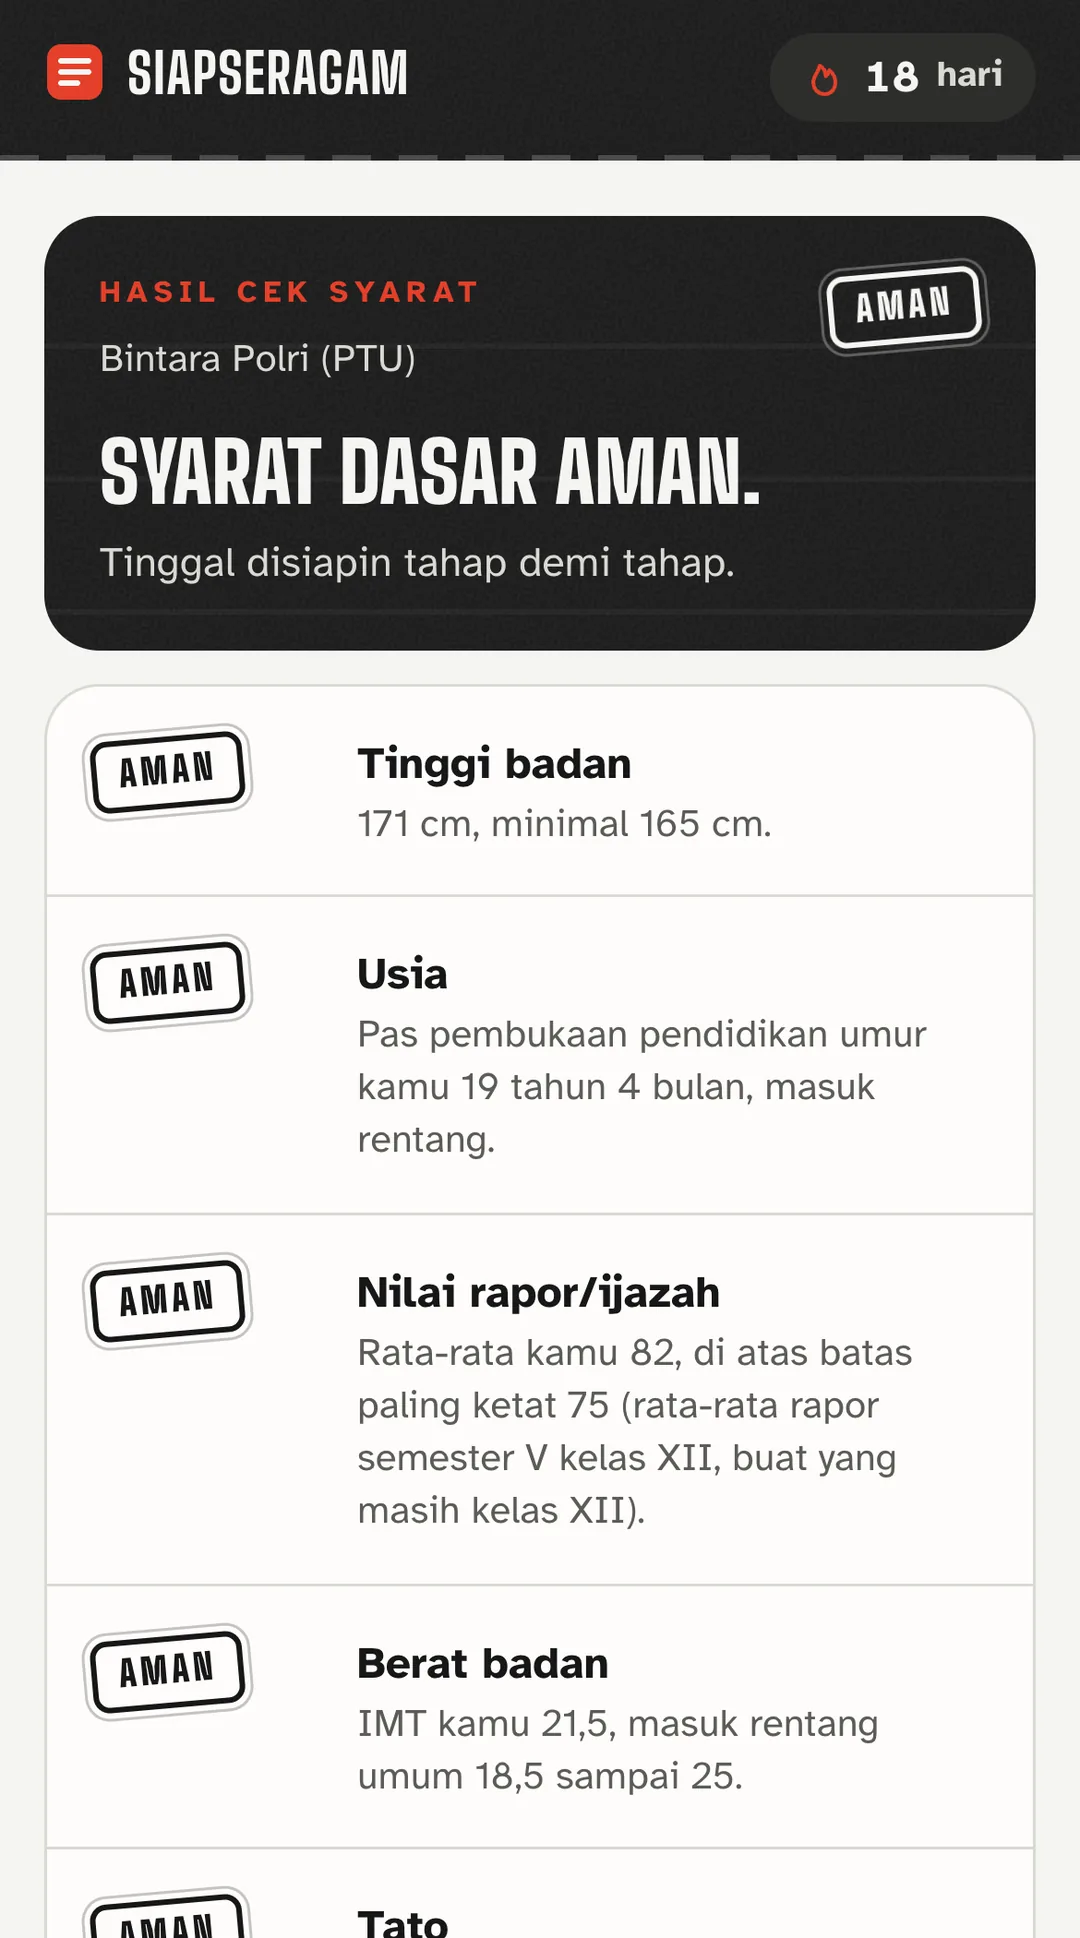 SIAPSERAGAM
18 hari
HASIL CEK SYARAT
AMAN
Bintara Polri (PTU)
SYARAT DASAR AMAN.
Tinggal disiapin tahap demi tahap.
AMAN
Tinggi badan
171 cm, minimal 165 cm.
AMAN
Usia
Pas pembukaan pendidikan umur
kamu 19 tahun 4 bulan, masuk
rentang.
AMAN
Nilai rapor/ijazah
Rata-rata kamu 82, di atas batas
paling ketat 75 (rata-rata rapor
semester V kelas XII, buat yang
masih kelas XII).
AMAN
Berat badan
IMT kamu 21,5, masuk rentang
umum 18,5 sampai 25.
AMAN
Tato